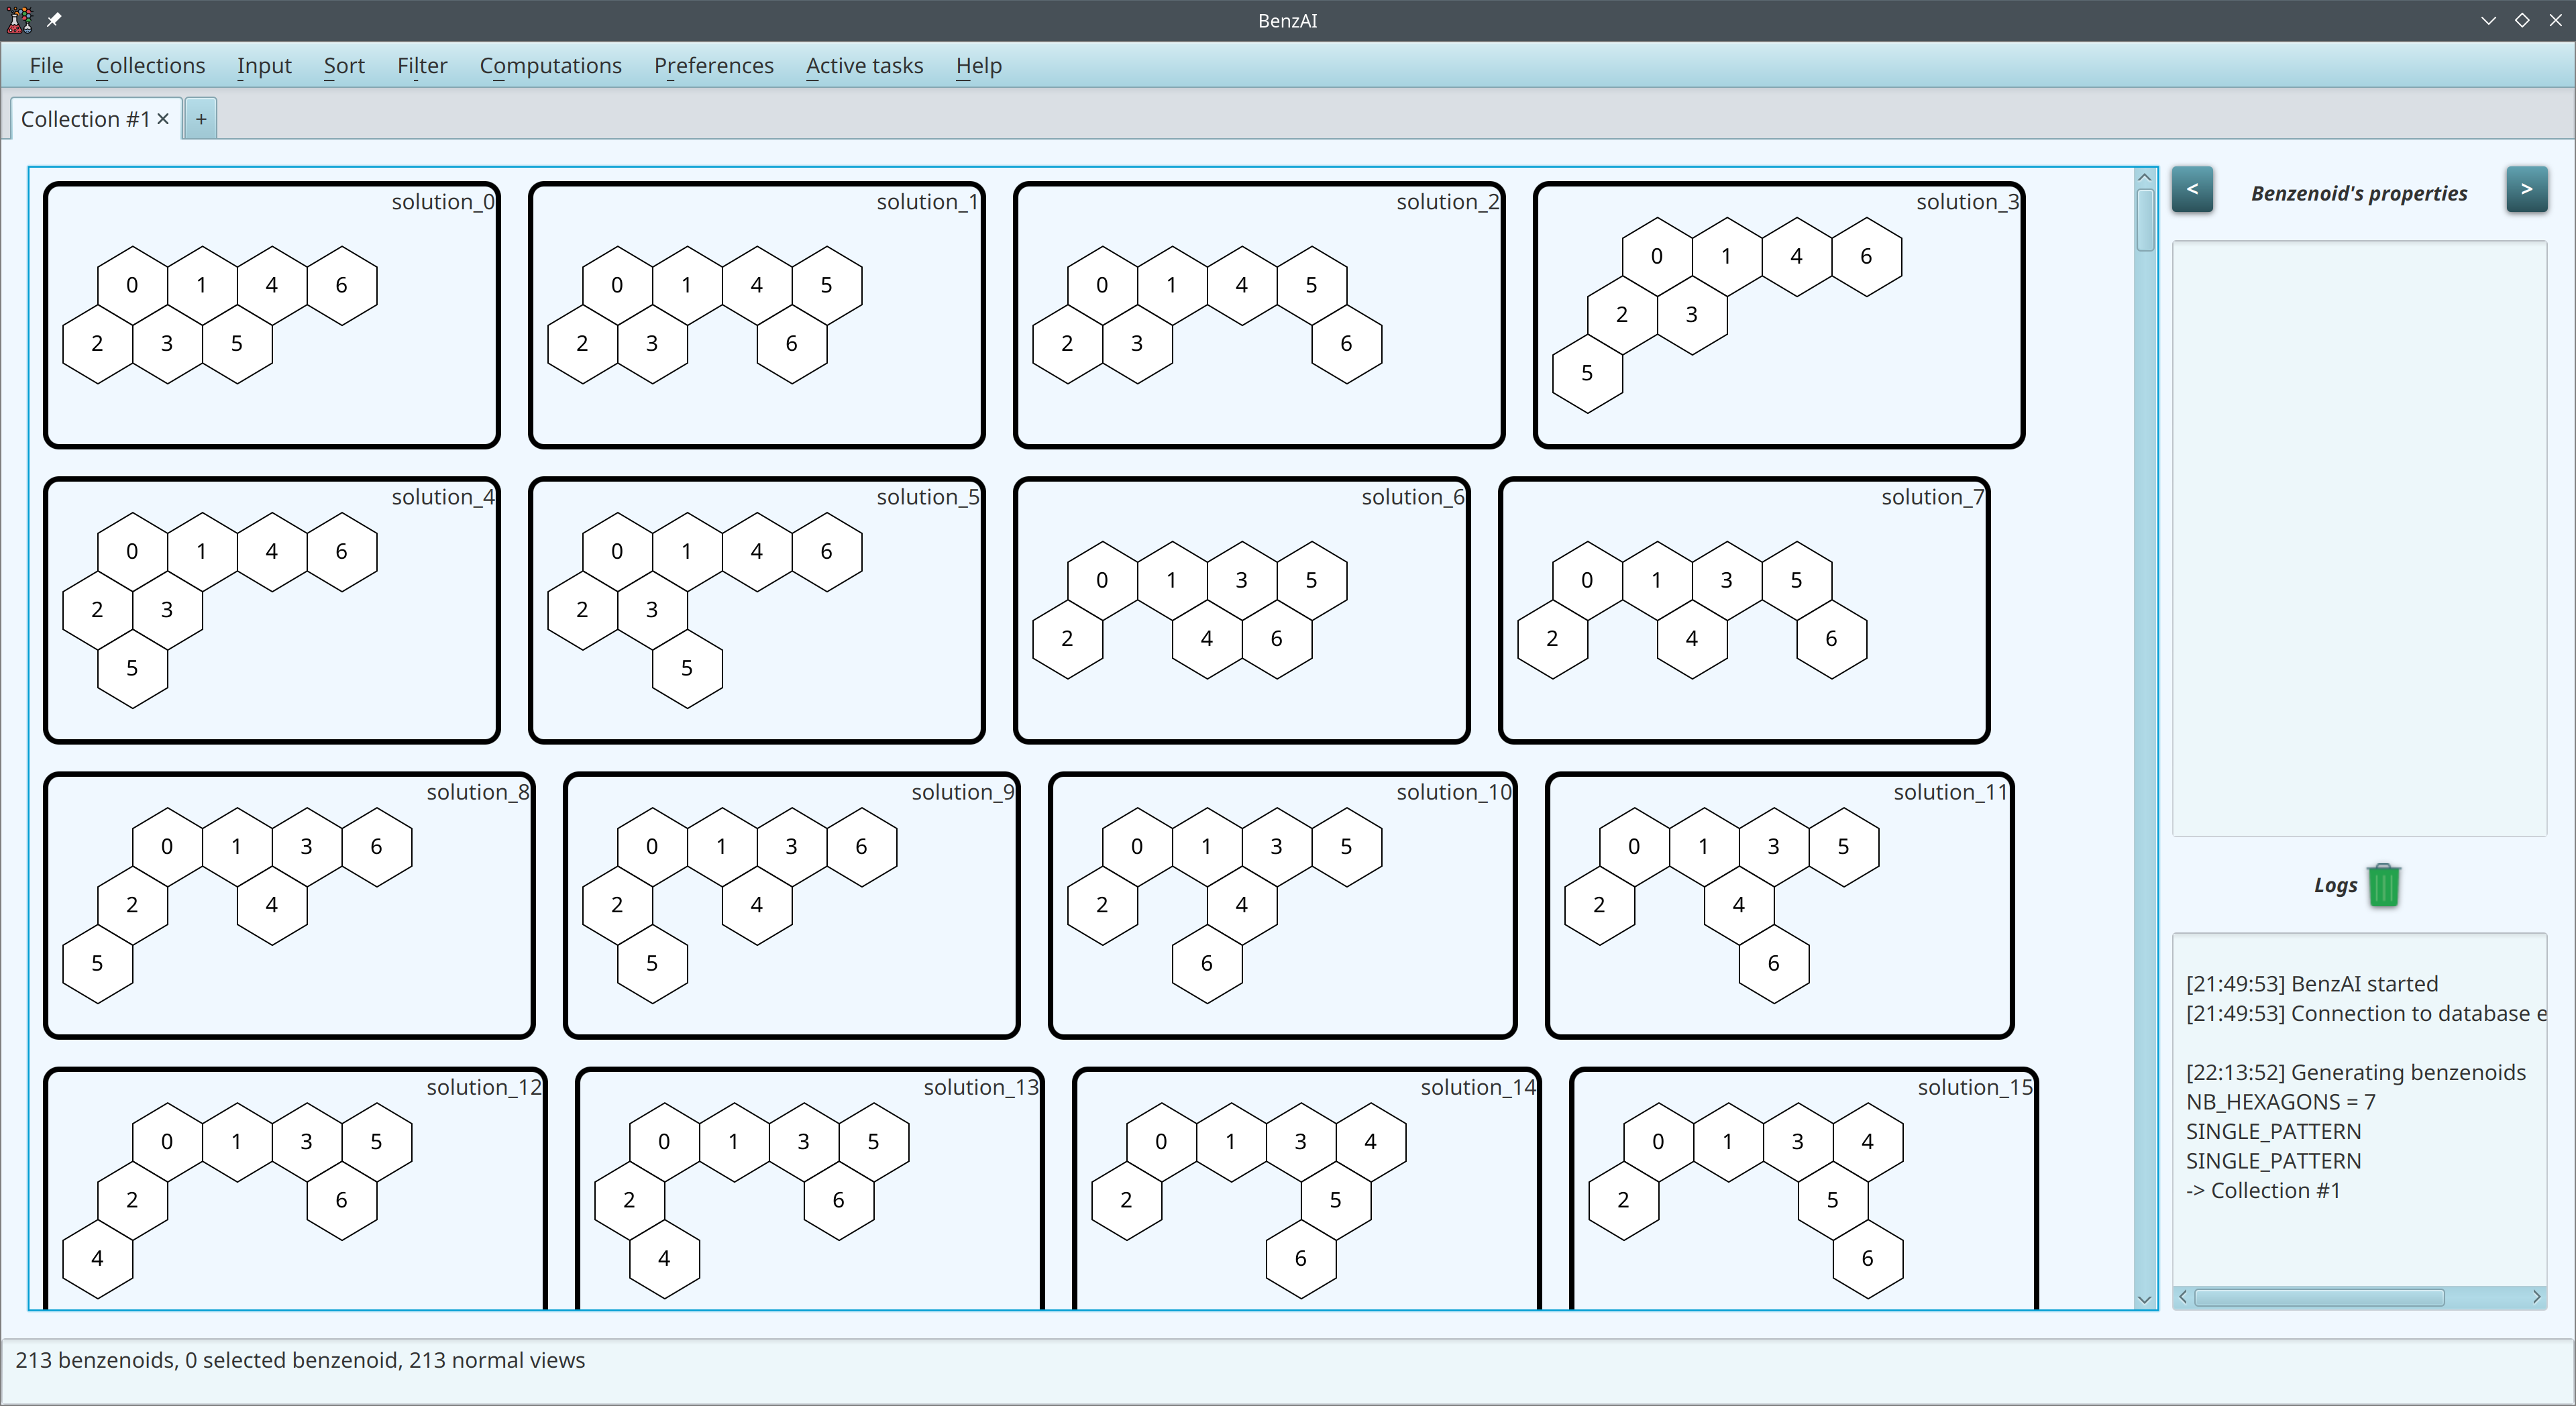 BenzAI
File Collections Input Sort Filter Computations Preferences Active tasks Help
Collection #1 × +
< Benzenoid's properties >
solution_0
0 1 4 6
2 3 5
solution_1
0 1 4 5
2 3 6
solution_2
0 1 4 5
2 3 6
solution_3
0 1 4 6
2 3
5
solution_4
0 1 4 6
2 3
5
solution_5
0 1 4 6
2 3
5
solution_6
0 1 3 5
2 4 6
solution_7
0 1 3 5
2 4 6
solution_8
0 1 3 6
2 4
5
solution_9
0 1 3 6
2 4
5
solution_10
0 1 3 5
2 4
6
solution_11
0 1 3 5
2 4
6
solution_12
0 1 3 5
2 6
4
solution_13
0 1 3 5
2 6
4
solution_14
0 1 3 4
2 5
6
solution_15
0 1 3 4
2 5
6
Logs
[21:49:53] BenzAI started
[21:49:53] Connection to database e
[22:13:52] Generating benzenoids
NB_HEXAGONS = 7
SINGLE_PATTERN
SINGLE_PATTERN
-> Collection #1
213 benzenoids, 0 selected benzenoid, 213 normal views